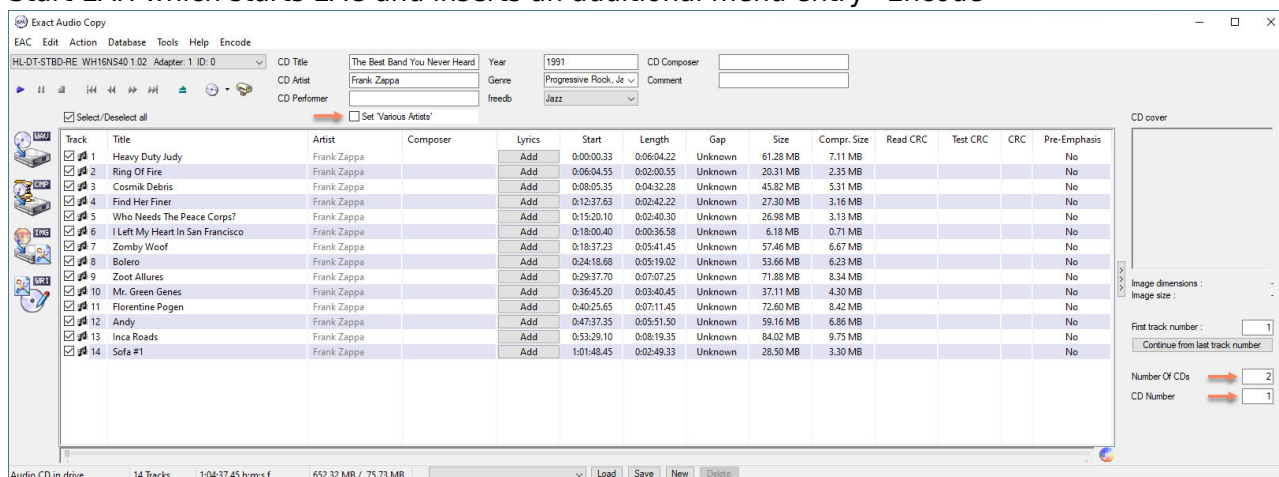 Start EAR which starts EAC and inserts an additional menu entry "Encode"
Exact Audio Copy
EAC Edit Action Database Tools Help Encode
HL-DT-STBD-RE WH16NS40 1.02 Adapter: 1 ID: 0
CD Title The Best Band You Never Heard Year 1991 CD Composer
CD Artist Frank Zappa Genre Progressive Rock, Ja Comment
CD Performer freedb Jazz
Select/Deselect all Set 'Various Artists' CD cover
WAV
CMP
IMG
WRI
Track Title Artist Composer Lyrics Start Length Gap Size Compr. Size Read CRC Test CRC CRC Pre-Emphasis
1 Heavy Duty Judy Frank Zappa Add 0:00:00.33 0:06:04.22 Unknown 61.28 MB 7.11 MB No
2 Ring Of Fire Frank Zappa Add 0:06:04.55 0:02:00.55 Unknown 20.31 MB 2.35 MB No
3 Cosmik Debris Frank Zappa Add 0:08:05.35 0:04:32.28 Unknown 45.82 MB 5.31 MB No
4 Find Her Finer Frank Zappa Add 0:12:37.63 0:02:42.22 Unknown 27.30 MB 3.16 MB No
5 Who Needs The Peace Corps? Frank Zappa Add 0:15:20.10 0:02:40.30 Unknown 26.98 MB 3.13 MB No
6 I Left My Heart In San Francisco Frank Zappa Add 0:18:00.40 0:00:36.58 Unknown 6.18 MB 0.71 MB No
7 Zomby Woof Frank Zappa Add 0:18:37.23 0:05:41.45 Unknown 57.46 MB 6.67 MB No
8 Bolero Frank Zappa Add 0:24:18.68 0:05:19.02 Unknown 53.66 MB 6.23 MB No
9 Zoot Allures Frank Zappa Add 0:29:37.70 0:07:07.25 Unknown 71.88 MB 8.34 MB No
10 Mr. Green Genes Frank Zappa Add 0:36:45.20 0:03:40.45 Unknown 37.11 MB 4.30 MB No
11 Florentine Pogen Frank Zappa Add 0:40:25.65 0:07:11.45 Unknown 72.60 MB 8.42 MB No
12 Andy Frank Zappa Add 0:47:37.35 0:05:51.50 Unknown 59.16 MB 6.86 MB No
13 Inca Roads Frank Zappa Add 0:53:29.10 0:08:19.35 Unknown 84.02 MB 9.75 MB No
14 Sofa #1 Frank Zappa Add 1:01:48.45 0:02:49.33 Unknown 28.50 MB 3.30 MB No
Image dimensions : -
Image size : -
First track number : 1
Continue from last track number
Number Of CDs 2
CD Number 1
Audio CD in drive 14 Tracks 1:04:37.45 h:m:s.f 652.32 MB / 75.73 MB Load Save New Delete